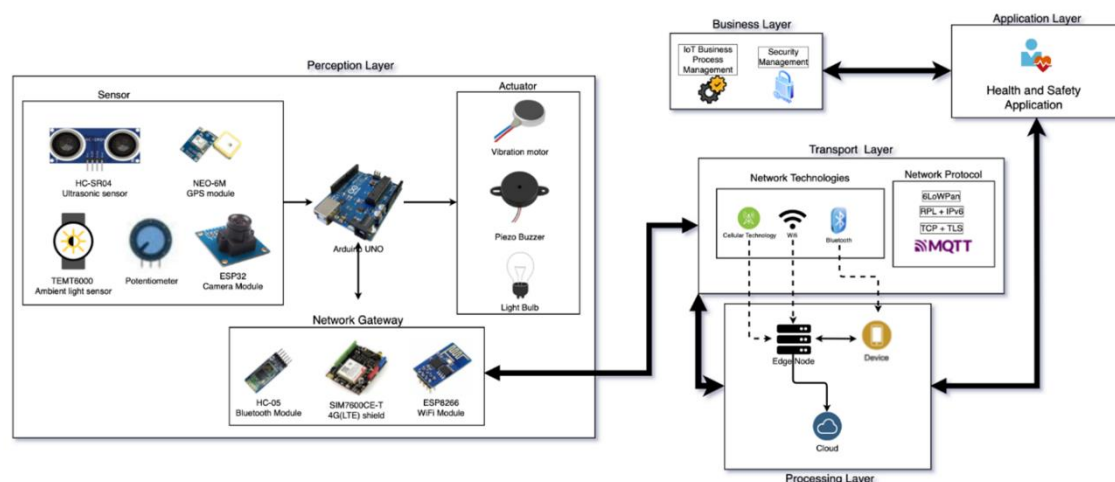 Business Layer
IoT Business
Process
Management
Security
Management
Application Layer
Health and Safety
Application
Perception Layer
Sensor
HC-SR04
Ultrasonic sensor
NEO-6M
GPS module
TEMT6000
Ambient light sensor
Potentiometer
ESP32
Camera Module
Arduino UNO
Actuator
Vibration motor
Piezo Buzzer
Light Bulb
Network Gateway
HC-05
Bluetooth Module
SIM7600CE-T
4G(LTE) shield
ESP8266
WiFi Module
Transport Layer
Network Technologies
Cellular Technology
Wifi
Bluetooth
Network Protocol
6LoWPan
RPL + IPv6
TCP + TLS
MQTT
Edge Node
Device
Cloud
Processing Layer